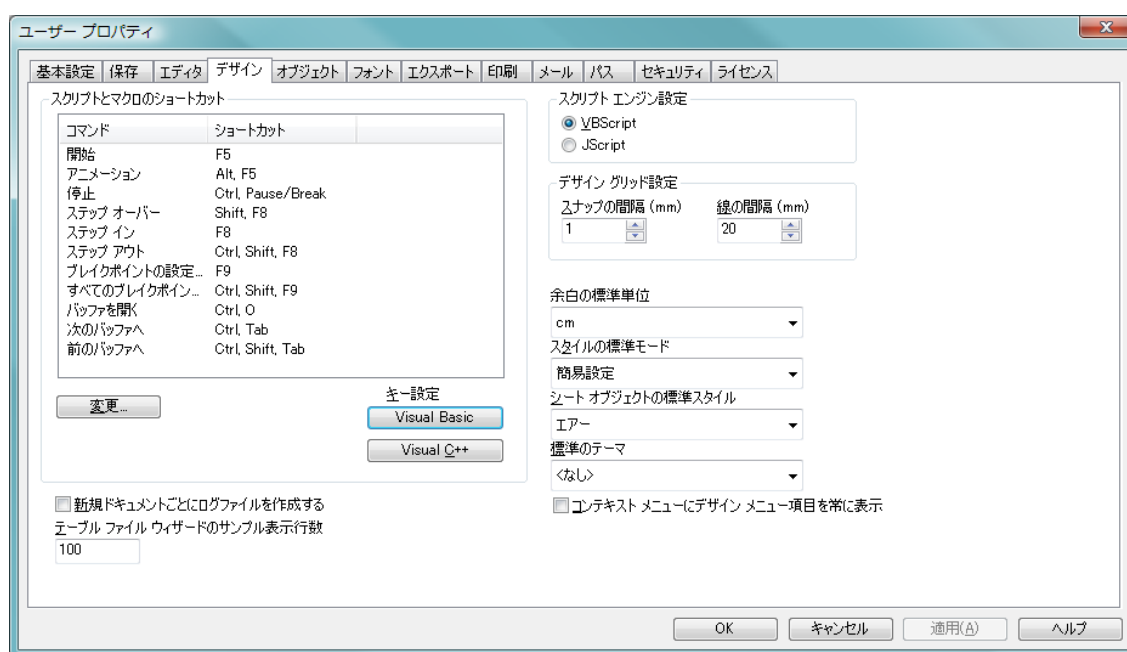 ユーザー プロパティ
基本設定 保存 エディタ デザイン オブジェクト フォント エクスポート 印刷 メール パス セキュリティ ライセンス
スクリプトとマクロのショートカット
コマンド ショートカット
開始 F5
アニメーション Alt, F5
停止 Ctrl, Pause/Break
ステップ オーバー Shift, F8
ステップ イン F8
ステップ アウト Ctrl, Shift, F8
ブレイクポイントの設定... F9
すべてのブレイクポイン... Ctrl, Shift, F9
バッファを開く Ctrl, O
次のバッファへ Ctrl, Tab
前のバッファへ Ctrl, Shift, Tab
変更...
キー設定
Visual Basic
Visual C++
新規ドキュメントごとにログファイルを作成する
テーブル ファイル ウィザードのサンプル表示行数
100
スクリプト エンジン設定
VBScript
JScript
デザイン グリッド設定
スナップの間隔 (mm) 線の間隔 (mm)
1 20
余白の標準単位
cm
スタイルの標準モード
簡易設定
シート オブジェクトの標準スタイル
エアー
標準のテーマ
<なし>
コンテキスト メニューにデザイン メニュー項目を常に表示
OK キャンセル 適用(A) ヘルプ